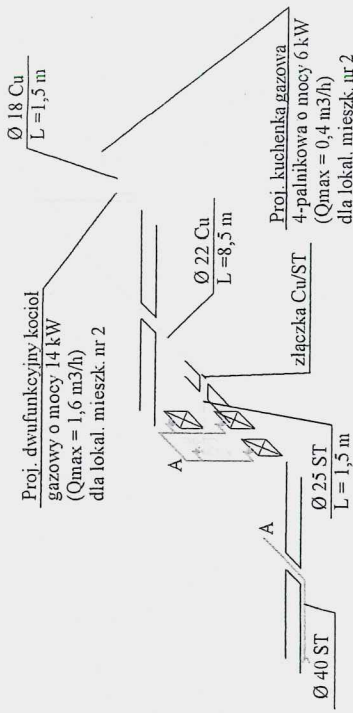 Ø 18 Cu
L =1,5 m
Proj. dwufunkcyjny kocioł
gazowy o mocy 14 kW
(Qmax = 1,6 m3/h)
dla lokal. mieszk. nr 2
Ø 22 Cu
L =8,5 m
Proj. kuchenka gazowa
4-palnikowa o mocy 6 kW
(Qmax = 0,4 m3/h)
dla lokal. mieszk. nr 2
złączka Cu/ST
A
A
Ø 25 ST
L = 1,5 m
Ø 40 ST